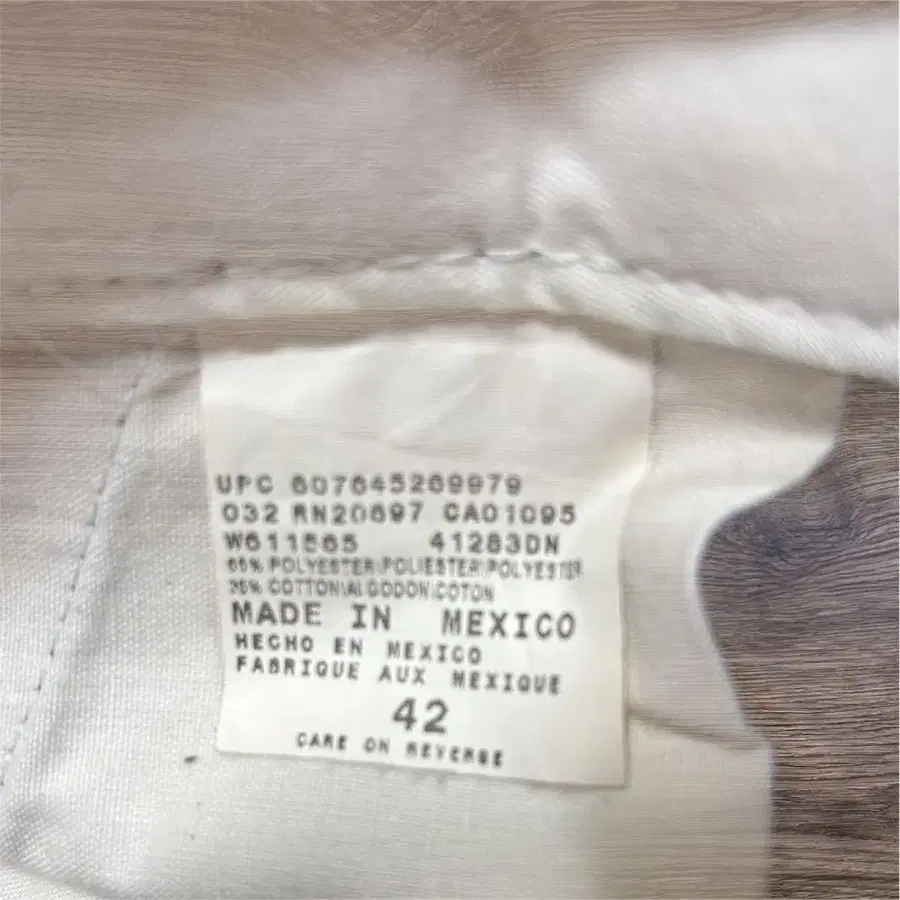 UPC 607645269979
032 RN20697 CA01095
W611565 41283DN
65% POLYESTER\POLIESTER\POLYESTER
35% COTTON\ALGODON\COTON
MADE IN MEXICO
HECHO EN MEXICO
FABRIQUE AUX MEXIQUE
42
CARE ON REVERSE